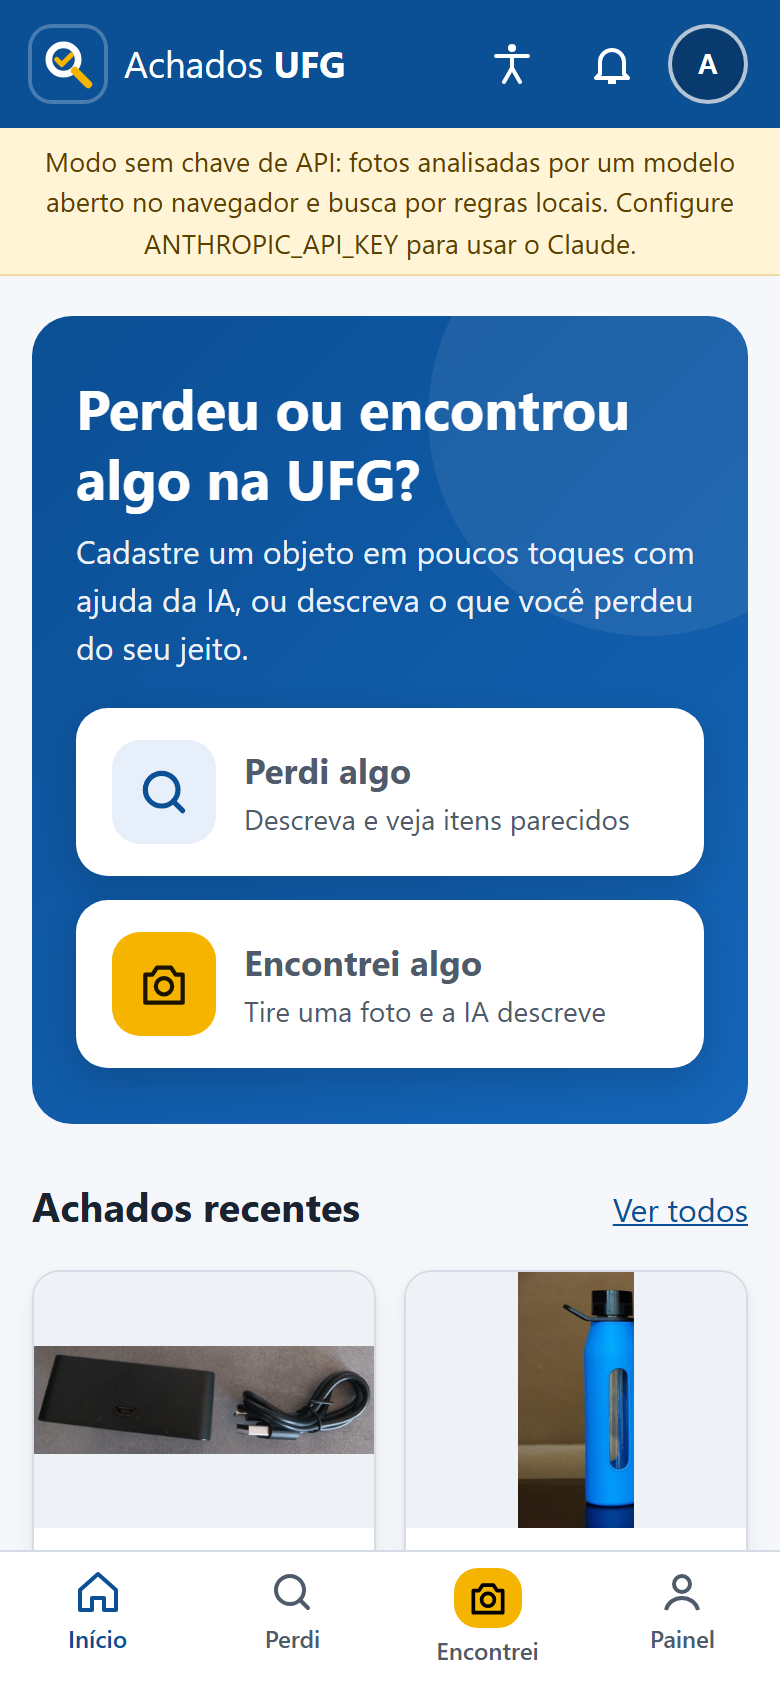 Achados UFG
A
Modo sem chave de API: fotos analisadas por um modelo
aberto no navegador e busca por regras locais. Configure
ANTHROPIC_API_KEY para usar o Claude.
Perdeu ou encontrou
algo na UFG?
Cadastre um objeto em poucos toques com
ajuda da IA, ou descreva o que você perdeu
do seu jeito.
Perdi algo
Descreva e veja itens parecidos
Encontrei algo
Tire uma foto e a IA descreve
Achados recentes
Ver todos
Início
Perdi
Encontrei
Painel